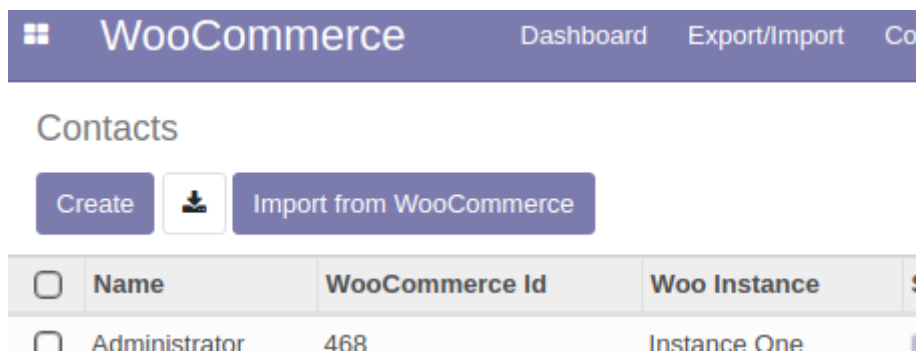 WooCommerce Dashboard Export/Import
Contacts
Create Import from WooCommerce
Name WooCommerce Id Woo Instance
Administrator 468 Instance One